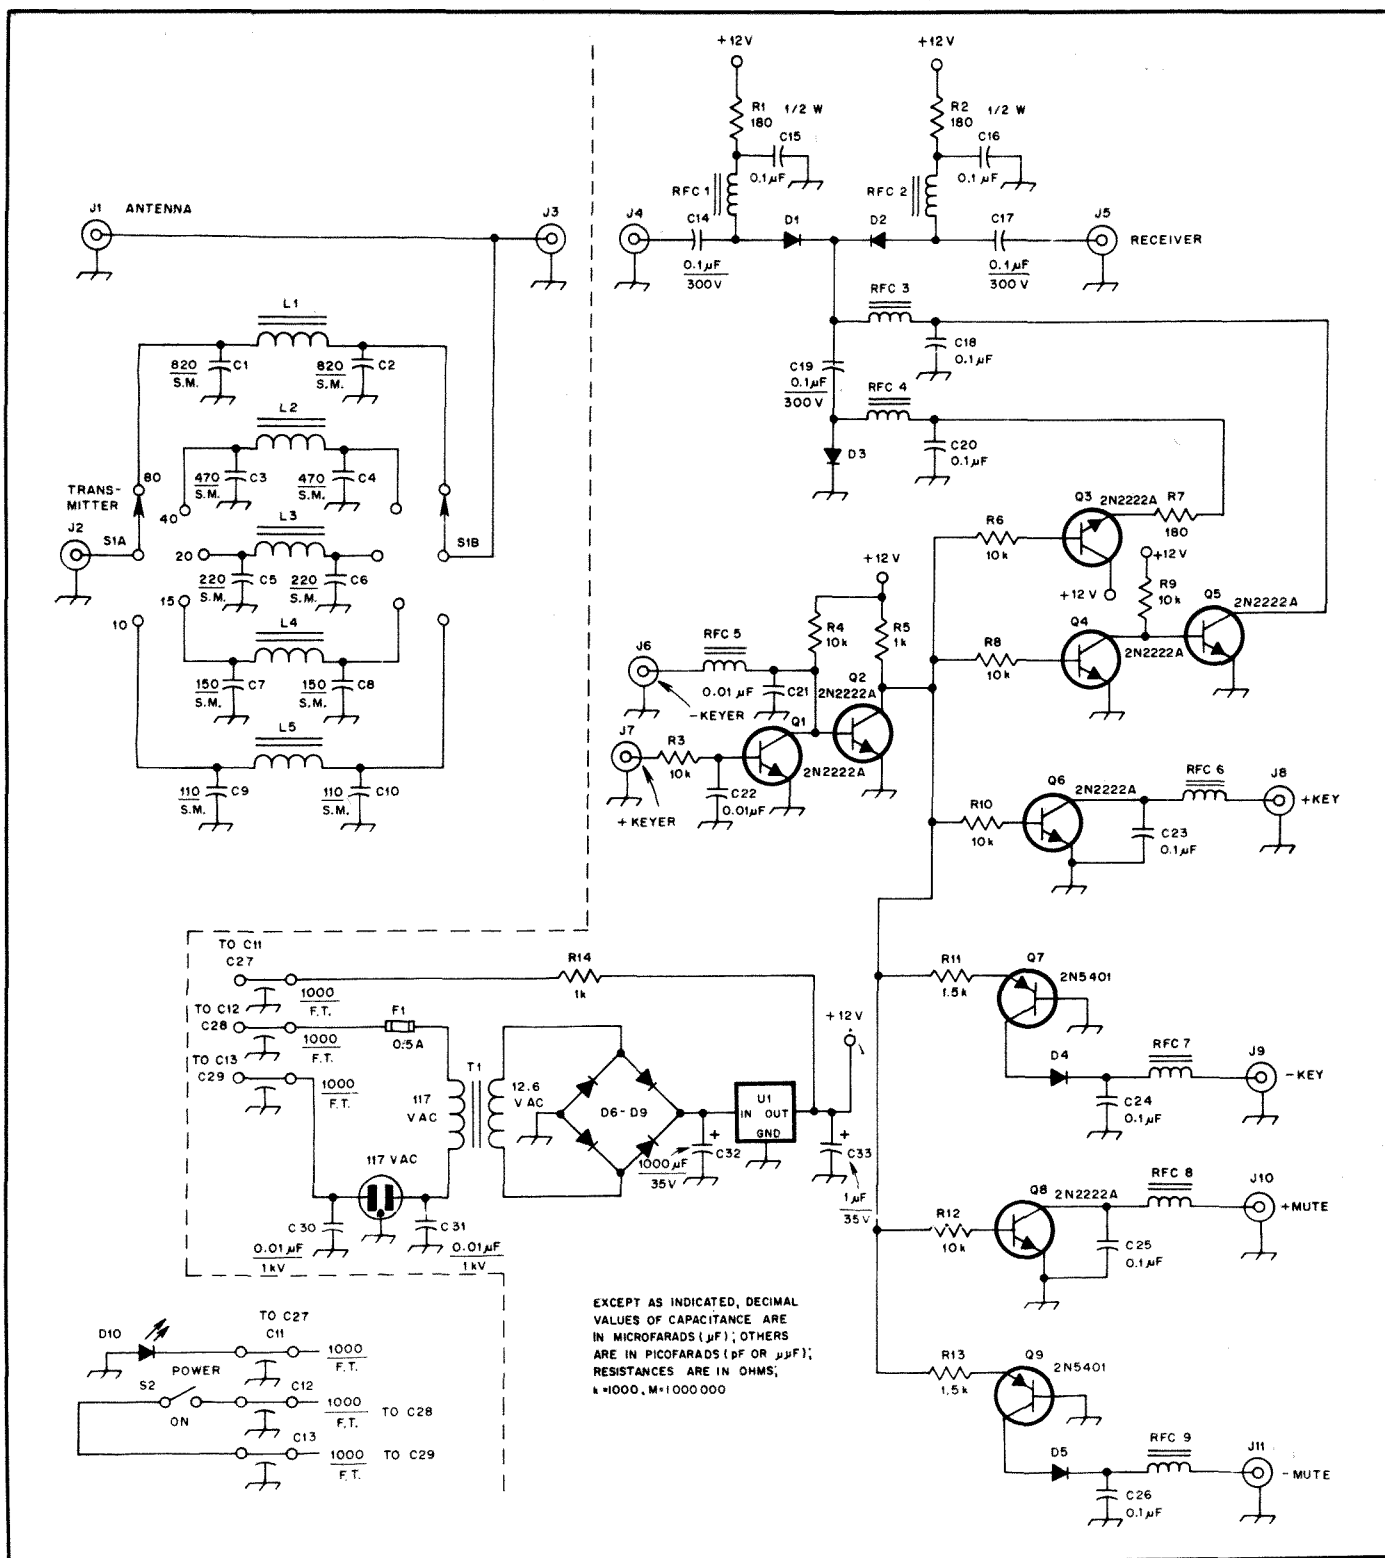 +12V
+12V
R1
180
1/2 W
C15
0.1µF
R2
180
1/2 W
C16
0.1µF
RFC 1
RFC 2
J1
ANTENNA
J3
J4
C14
0.1µF
300V
D1
D2
C17
0.1µF
300V
J5
RECEIVER
L1
820
S.M.
C1
820
S.M.
C2
RFC 3
C18
0.1µF
C19
0.1µF
300V
RFC 4
C20
0.1µF
D3
L2
470
S.M.
C3
470
S.M.
C4
80
TRANS-
MITTER
J2
S1A
40
20
15
10
S1B
L3
220
S.M.
C5
220
S.M.
C6
L4
150
S.M.
C7
150
S.M.
C8
L5
110
S.M.
C9
110
S.M.
C10
Q3
2N2222A
R7
180
R6
10k
+12V
+12V
R9
10k
Q5
2N2222A
Q4
2N2222A
R8
10k
+12V
R4
10k
R5
1k
J6
RFC 5
0.01 µF
C21
-KEYER
Q2
2N2222A
J7
R3
10k
Q1
2N2222A
C22
0.01µF
+KEYER
R10
10k
Q6
2N2222A
RFC 6
J8
+KEY
C23
0.1µF
TO C11
C27
1000
F.T.
R14
1k
TO C12
C28
1000
F.T.
F1
0.5A
TO C13
C29
1000
F.T.
T1
117
VAC
12.6
VAC
D6-D9
+12V
U1
IN OUT
GND
+
C32
1000µF
35V
+
C33
1µF
35V
117 VAC
C30
0.01µF
1kV
C31
0.01µF
1kV
R11
1.5k
Q7
2N5401
D4
RFC 7
J9
-KEY
C24
0.1µF
R12
10k
Q8
2N2222A
RFC 8
J10
+MUTE
C25
0.1µF
R13
1.5k
Q9
2N5401
D5
RFC 9
J11
-MUTE
C26
0.1µF
EXCEPT AS INDICATED, DECIMAL
VALUES OF CAPACITANCE ARE
IN MICROFARADS (µF); OTHERS
ARE IN PICOFARADS (pF OR µµF);
RESISTANCES ARE IN OHMS;
k=1000, M=1000000
D10
TO C27
C11
1000
F.T.
POWER
S2
ON
C12
1000
F.T.
TO C28
C13
1000
F.T.
TO C29